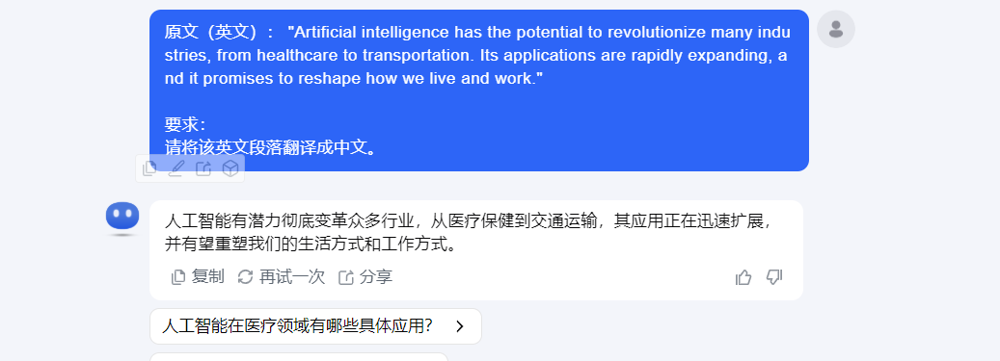 原文（英文）： "Artificial intelligence has the potential to revolutionize many indu
stries, from healthcare to transportation. Its applications are rapidly expanding, a
nd it promises to reshape how we live and work."
要求：
请将该英文段落翻译成中文。
人工智能有潜力彻底变革众多行业，从医疗保健到交通运输，其应用正在迅速扩展，
并有望重塑我们的生活方式和工作方式。
复制 再试一次 分享
人工智能在医疗领域有哪些具体应用？